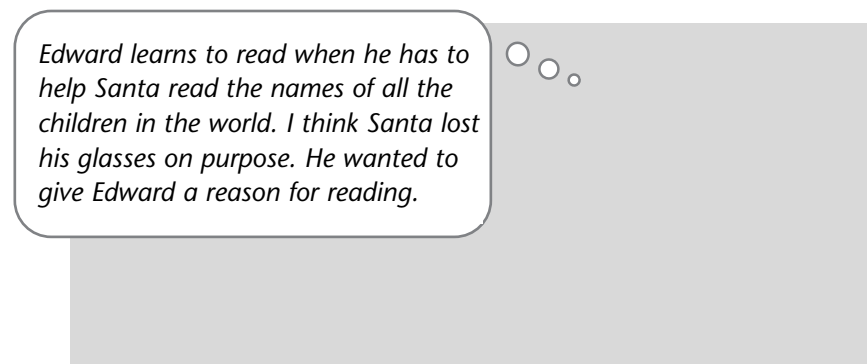 Edward learns to read when he has to
help Santa read the names of all the
children in the world. I think Santa lost
his glasses on purpose. He wanted to
give Edward a reason for reading.